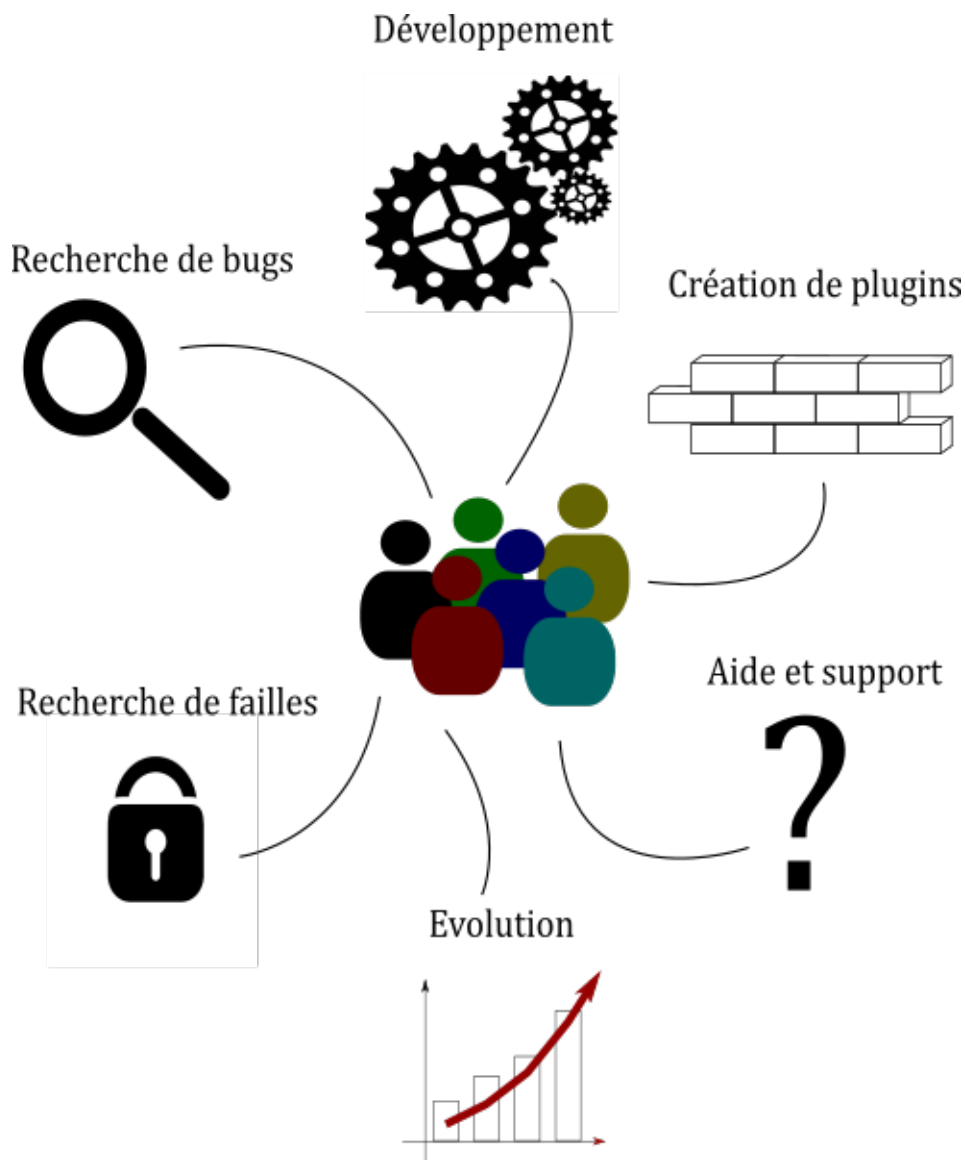 Développement
Recherche de bugs
Création de plugins
Aide et support
Recherche de failles
?
Evolution